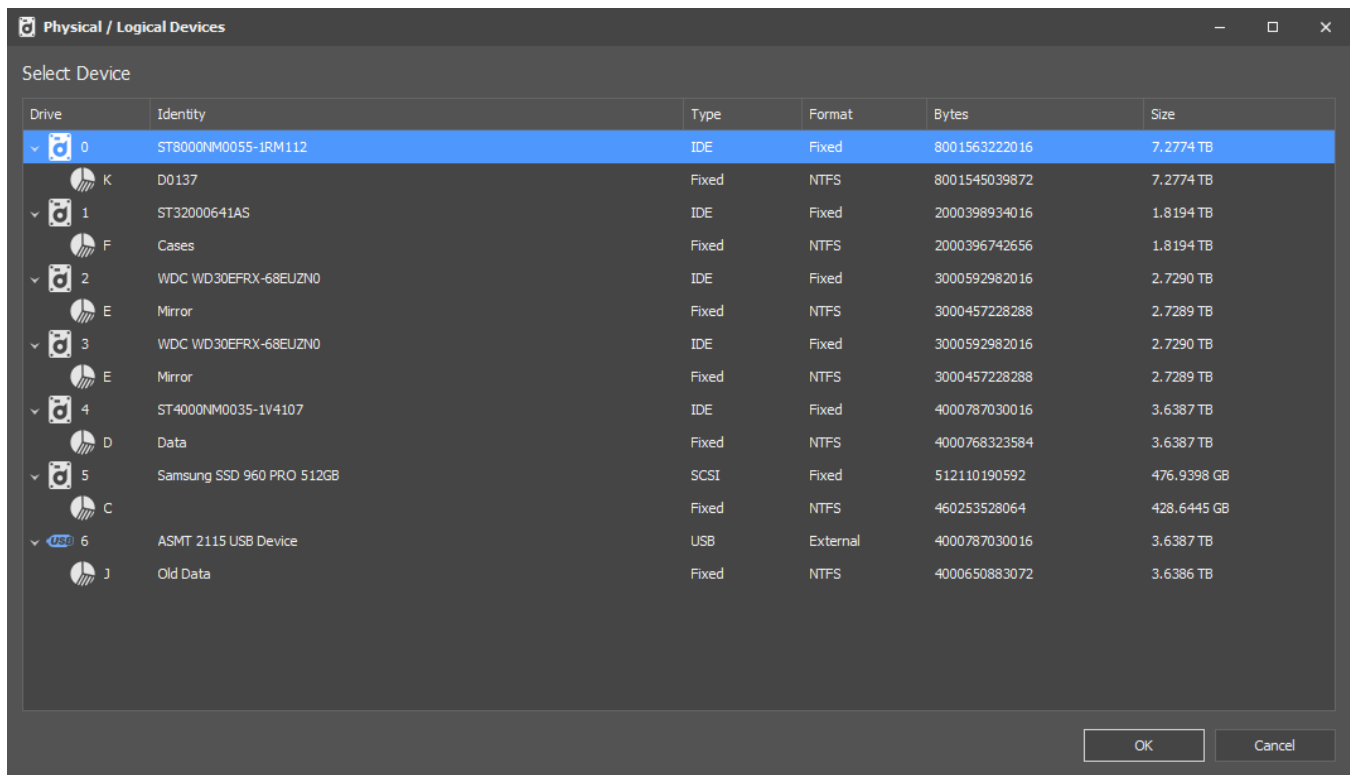 Physical / Logical Devices
Select Device
Drive Identity Type Format Bytes Size
0 ST8000NM0055-1RM112 IDE Fixed 8001563222016 7.2774 TB
K D0137 Fixed NTFS 8001545039872 7.2774 TB
1 ST32000641AS IDE Fixed 2000398934016 1.8194 TB
F Cases Fixed NTFS 2000396742656 1.8194 TB
2 WDC WD30EFRX-68EUZN0 IDE Fixed 3000592982016 2.7290 TB
E Mirror Fixed NTFS 3000457228288 2.7289 TB
3 WDC WD30EFRX-68EUZN0 IDE Fixed 3000592982016 2.7290 TB
E Mirror Fixed NTFS 3000457228288 2.7289 TB
4 ST4000NM0035-1V4107 IDE Fixed 4000787030016 3.6387 TB
D Data Fixed NTFS 4000768323584 3.6387 TB
5 Samsung SSD 960 PRO 512GB SCSI Fixed 512110190592 476.9398 GB
C Fixed NTFS 460253528064 428.6445 GB
USB 6 ASMT 2115 USB Device USB External 4000787030016 3.6387 TB
J Old Data Fixed NTFS 4000650883072 3.6386 TB
OK Cancel